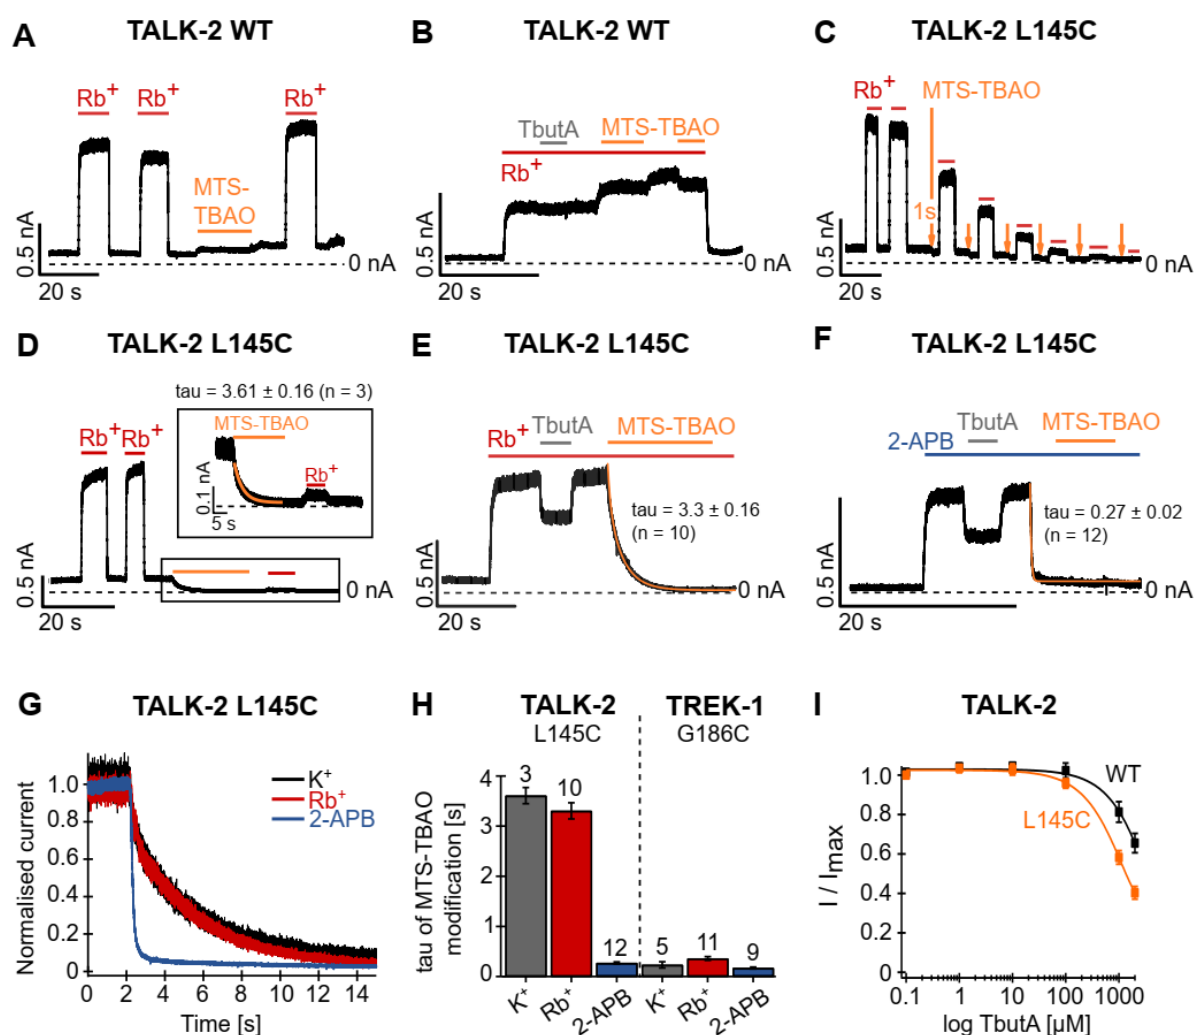 A
TALK-2 WT
Rb⁺
Rb⁺
Rb⁺
MTS-
TBAO
0.5 nA
0 nA
20 s
B
TALK-2 WT
TbutA
MTS-TBAO
Rb⁺
0.5 nA
0 nA
20 s
C
TALK-2 L145C
Rb⁺
MTS-TBAO
1s
0.5 nA
0 nA
20 s
D
TALK-2 L145C
tau = 3.61 ± 0.16 (n = 3)
MTS-TBAO
Rb⁺
Rb⁺
Rb⁺
0.1 nA
5 s
0.5 nA
0 nA
20 s
E
TALK-2 L145C
TbutA
MTS-TBAO
Rb⁺
tau = 3.3 ± 0.16
(n = 10)
0.5 nA
0 nA
20 s
F
TALK-2 L145C
TbutA
MTS-TBAO
2-APB
tau = 0.27 ± 0.02
(n = 12)
0.5 nA
0 nA
20 s
G
TALK-2 L145C
K⁺
Rb⁺
2-APB
Normalised current
1.0
0.8
0.6
0.4
0.2
0
0 2 4 6 8 10 12 14
Time [s]
H
TALK-2
L145C
TREK-1
G186C
tau of MTS-TBAO
modification [s]
4
3
2
1
0
3 10 12 5 11 9
K⁺ Rb⁺ 2-APB K⁺ Rb⁺ 2-APB
I
TALK-2
WT
L145C
I / Imax
1.0
0.8
0.6
0.4
0.2
0
0.1 1 10 100 1000
log TbutA [µM]